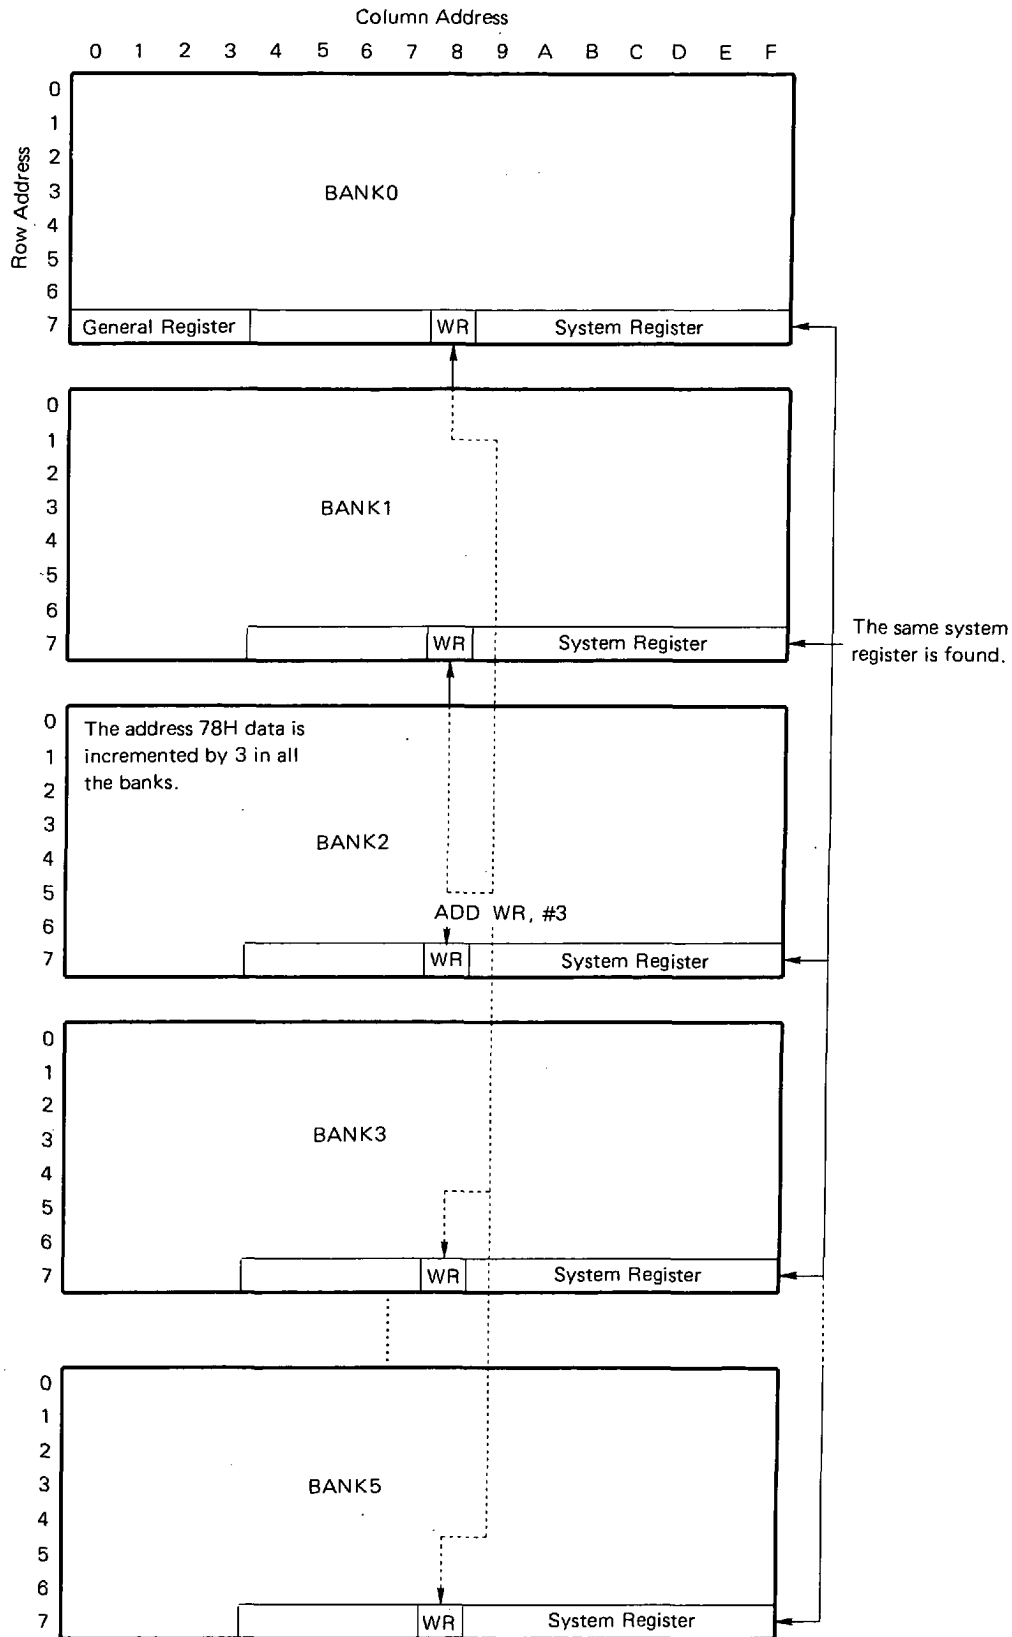 Column Address
0 1 2 3 4 5 6 7 8 9 A B C D E F
Row Address
0
1
2
3
4
5
6
7
BANK0
General Register
WR
System Register
0
1
2
3
4
5
6
7
BANK1
WR
System Register
The same system
register is found.
0
1
2
3
4
5
6
7
The address 78H data is
incremented by 3 in all
the banks.
BANK2
ADD WR, #3
WR
System Register
0
1
2
3
4
5
6
7
BANK3
WR
System Register
0
1
2
3
4
5
6
7
BANK5
WR
System Register